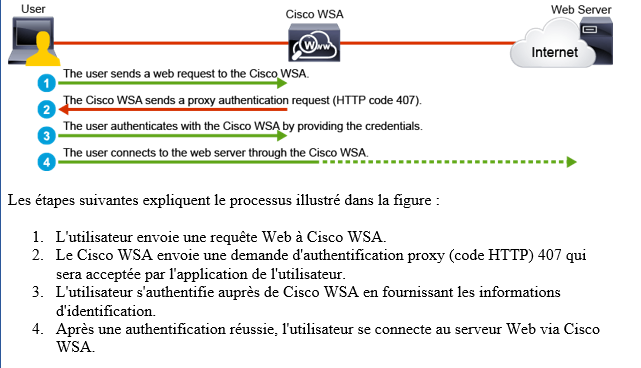 User
Cisco WSA
Web Server
WWW
Internet
1 The user sends a web request to the Cisco WSA.
2 The Cisco WSA sends a proxy authentication request (HTTP code 407).
3 The user authenticates with the Cisco WSA by providing the credentials.
4 The user connects to the web server through the Cisco WSA.
Les étapes suivantes expliquent le processus illustré dans la figure :
1. L'utilisateur envoie une requête Web à Cisco WSA.
2. Le Cisco WSA envoie une demande d'authentification proxy (code HTTP) 407 qui
sera acceptée par l'application de l'utilisateur.
3. L'utilisateur s'authentifie auprès de Cisco WSA en fournissant les informations
d'identification.
4. Après une authentification réussie, l'utilisateur se connecte au serveur Web via Cisco
WSA.